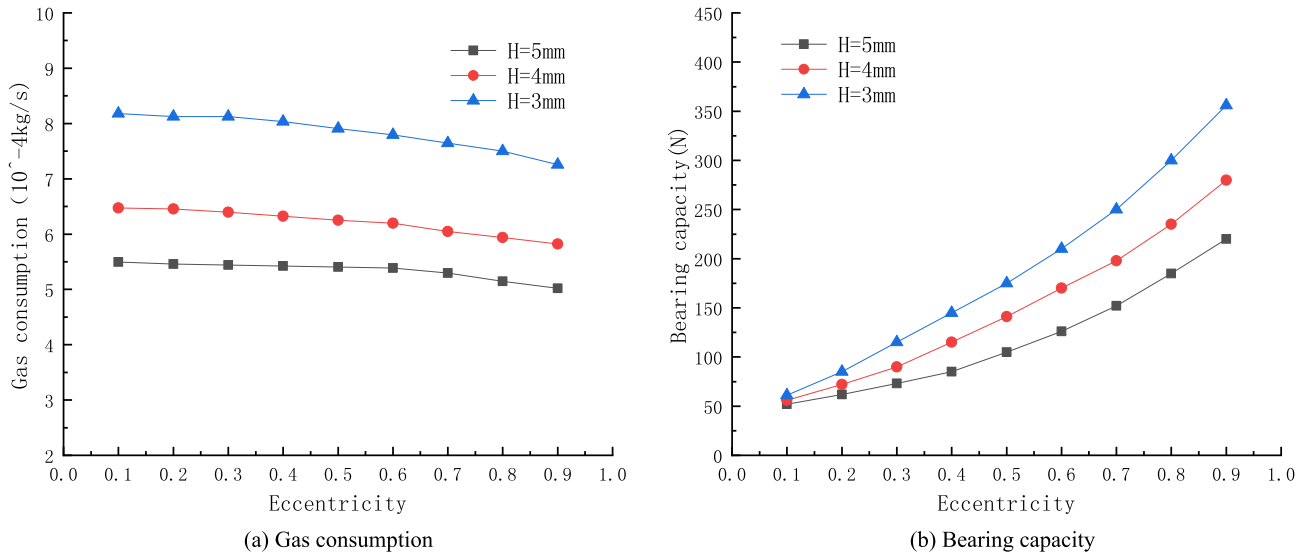 10
9
8
7
6
5
4
3
2
Gas consumption (10^-4kg/s)
H=5mm
H=4mm
H=3mm
0.0 0.1 0.2 0.3 0.4 0.5 0.6 0.7 0.8 0.9 1.0
Eccentricity
(a) Gas consumption
450
400
350
300
250
200
150
100
50
0
Bearing capacity(N)
H=5mm
H=4mm
H=3mm
0.0 0.1 0.2 0.3 0.4 0.5 0.6 0.7 0.8 0.9 1.0
Eccentricity
(b) Bearing capacity